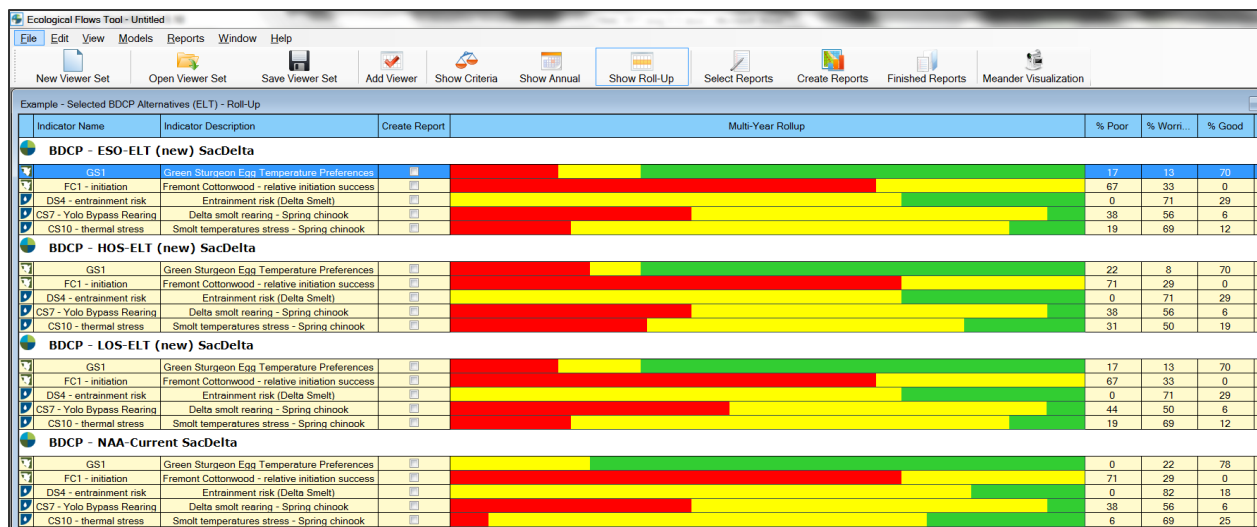 Ecological Flows Tool - Untitled
File Edit View Models Reports Window Help
New Viewer Set Open Viewer Set Save Viewer Set Add Viewer Show Criteria Show Annual Show Roll-Up Select Reports Create Reports Finished Reports Meander Visualization
Example - Selected BDCP Alternatives (ELT) - Roll-Up
Indicator Name Indicator Description Create Report Multi-Year Rollup % Poor % Worri... % Good
BDCP - ESO-ELT (new) SacDelta
GS1 Green Sturgeon Egg Temperature Preferences 17 13 70
FC1 - initiation Fremont Cottonwood - relative initiation success 67 33 0
DS4 - entrainment risk Entrainment risk (Delta Smelt) 0 71 29
CS7 - Yolo Bypass Rearing Delta smolt rearing - Spring chinook 38 56 6
CS10 - thermal stress Smolt temperatures stress - Spring chinook 19 69 12
BDCP - HOS-ELT (new) SacDelta
GS1 Green Sturgeon Egg Temperature Preferences 22 8 70
FC1 - initiation Fremont Cottonwood - relative initiation success 71 29 0
DS4 - entrainment risk Entrainment risk (Delta Smelt) 0 71 29
CS7 - Yolo Bypass Rearing Delta smolt rearing - Spring chinook 38 56 6
CS10 - thermal stress Smolt temperatures stress - Spring chinook 31 50 19
BDCP - LOS-ELT (new) SacDelta
GS1 Green Sturgeon Egg Temperature Preferences 17 13 70
FC1 - initiation Fremont Cottonwood - relative initiation success 67 33 0
DS4 - entrainment risk Entrainment risk (Delta Smelt) 0 71 29
CS7 - Yolo Bypass Rearing Delta smolt rearing - Spring chinook 44 50 6
CS10 - thermal stress Smolt temperatures stress - Spring chinook 19 69 12
BDCP - NAA-Current SacDelta
GS1 Green Sturgeon Egg Temperature Preferences 0 22 78
FC1 - initiation Fremont Cottonwood - relative initiation success 71 29 0
DS4 - entrainment risk Entrainment risk (Delta Smelt) 0 82 18
CS7 - Yolo Bypass Rearing Delta smolt rearing - Spring chinook 38 56 6
CS10 - thermal stress Smolt temperatures stress - Spring chinook 6 69 25